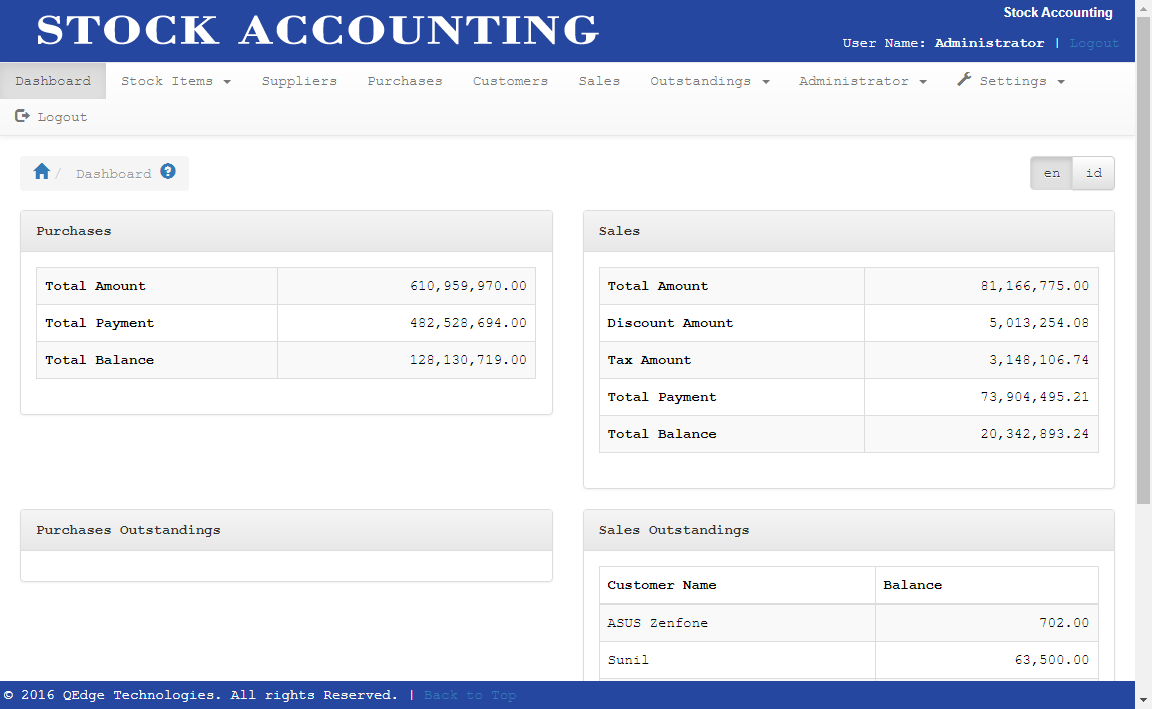 STOCK ACCOUNTING
Stock Accounting
User Name: Administrator | Logout
Dashboard Stock Items Suppliers Purchases Customers Sales Outstandings Administrator Settings
Logout
/ Dashboard
en id
Purchases
Total Amount 610,959,970.00
Total Payment 482,528,694.00
Total Balance 128,130,719.00
Sales
Total Amount 81,166,775.00
Discount Amount 5,013,254.08
Tax Amount 3,148,106.74
Total Payment 73,904,495.21
Total Balance 20,342,893.24
Purchases Outstandings
Sales Outstandings
Customer Name Balance
ASUS Zenfone 702.00
Sunil 63,500.00
© 2016 QEdge Technologies. All rights Reserved. | Back to Top